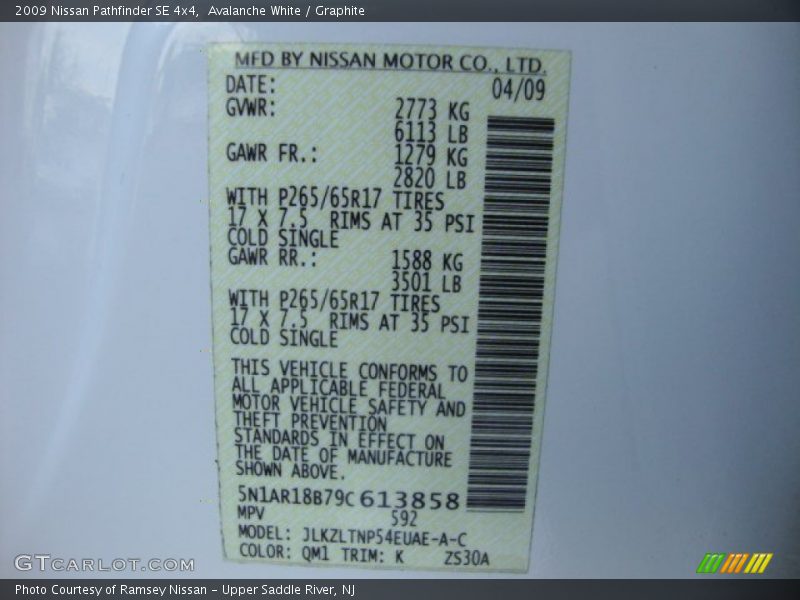 2009 Nissan Pathfinder SE 4x4,  Avalanche White / Graphite
MFD BY NISSAN MOTOR CO., LTD.
DATE: 04/09
GVWR: 2773 KG
6113 LB
GAWR FR.: 1279 KG
2820 LB
WITH P265/65R17 TIRES
17 X 7.5 RIMS AT 35 PSI
COLD SINGLE
GAWR RR.: 1588 KG
3501 LB
WITH P265/65R17 TIRES
17 X 7.5 RIMS AT 35 PSI
COLD SINGLE
THIS VEHICLE CONFORMS TO
ALL APPLICABLE FEDERAL
MOTOR VEHICLE SAFETY AND
THEFT PREVENTION
STANDARDS IN EFFECT ON
THE DATE OF MANUFACTURE
SHOWN ABOVE.
5N1AR18B79C613858
MPV 592
MODEL: JLKZLTNP54EUAE-A-C
COLOR: QM1 TRIM: K ZS30A
GTCARLOT.COM
Photo Courtesy of Ramsey Nissan – Upper Saddle River, NJ